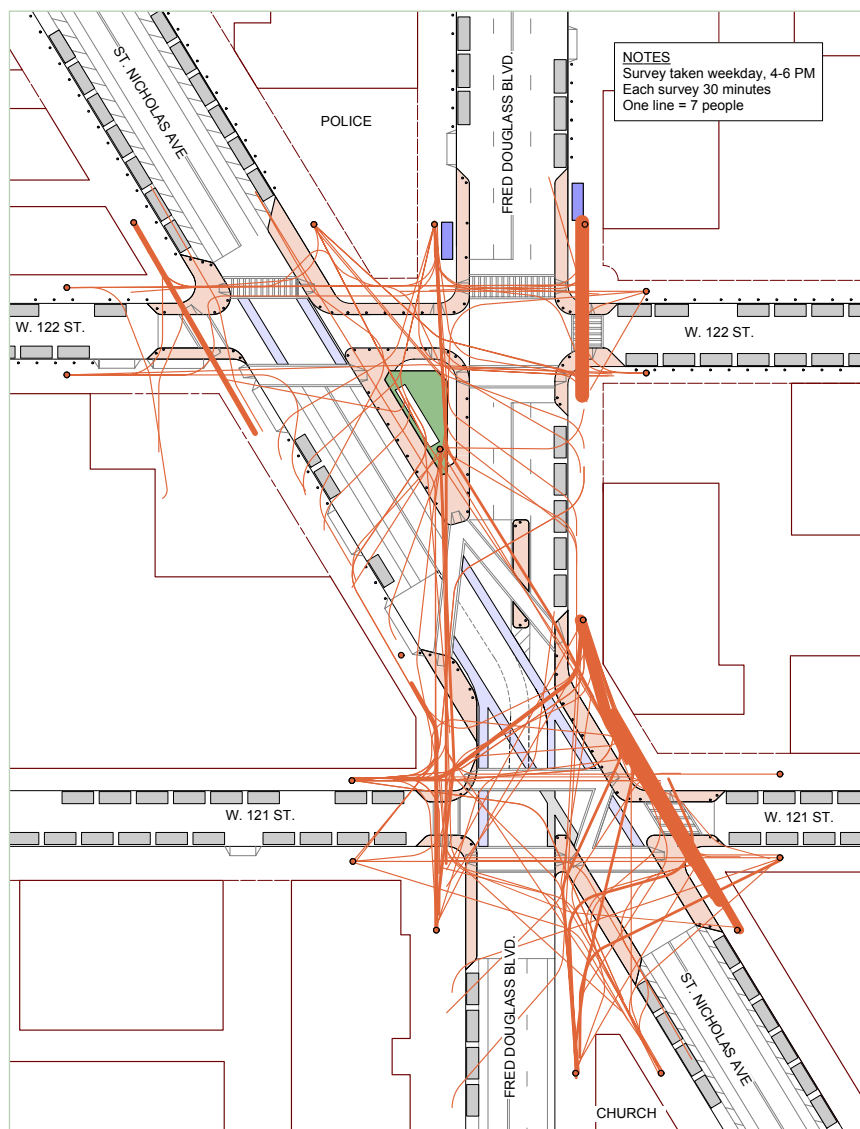 NOTES
Survey taken weekday, 4-6 PM
Each survey 30 minutes
One line = 7 people
ST. NICHOLAS AVE
POLICE
FRED DOUGLASS BLVD.
W. 122 ST.
W. 122 ST.
W. 121 ST.
W. 121 ST.
FRED DOUGLASS BLVD.
ST. NICHOLAS AVE
CHURCH